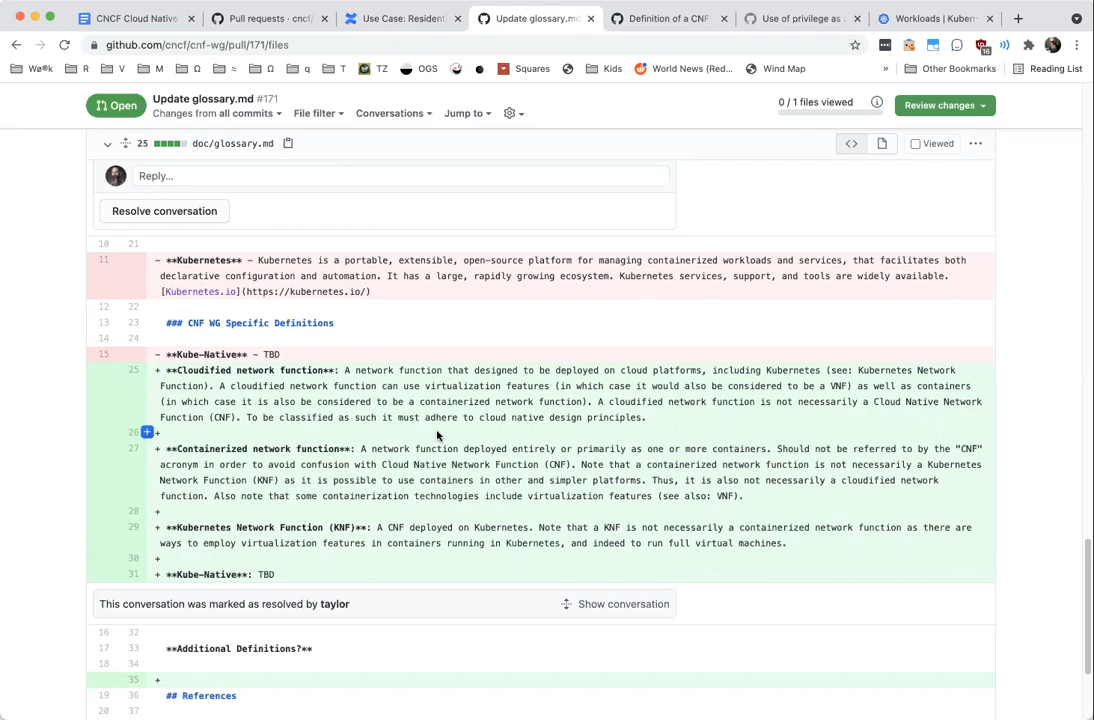 CNCF Cloud Native
Pull requests · cncf/
Use Case: Resident
Update glossary.md
Definition of a CNF
Use of privilege as
Workloads | Kubern
github.com/cncf/cnf-wg/pull/171/files
16
Wø®k
R
V
M
Ω
≈
Ω
q
T
TZ
OGS
Squares
Kids
World News (Red...
Wind Map
»
Other Bookmarks
Reading List
Open
Update glossary.md #171
Changes from all commits
File filter
Conversations
Jump to
0 / 1 files viewed
Review changes
25 doc/glossary.md
Viewed
Reply...
Resolve conversation
10 21
11 - **Kubernetes** - Kubernetes is a portable, extensible, open-source platform for managing containerized workloads and services, that facilitates both
declarative configuration and automation. It has a large, rapidly growing ecosystem. Kubernetes services, support, and tools are widely available.
[Kubernetes.io](https://kubernetes.io/)
12 22
13 23 ### CNF WG Specific Definitions
14 24
15 - **Kube-Native** - TBD
25 + **Cloudified network function**: A network function that designed to be deployed on cloud platforms, including Kubernetes (see: Kubernetes Network
Function). A cloudified network function can use virtualization features (in which case it would also be considered to be a VNF) as well as containers
(in which case it is also be considered to be a containerized network function). A cloudified network function is not necessarily a Cloud Native Network
Function (CNF). To be classified as such it must adhere to cloud native design principles.
26 +
27 + **Containerized network function**: A network function deployed entirely or primarily as one or more containers. Should not be referred to by the "CNF"
acronym in order to avoid confusion with Cloud Native Network Function (CNF). Note that a containerized network function is not necessarily a Kubernetes
Network Function (KNF) as it is possible to use containers in other and simpler platforms. Thus, it is also not necessarily a cloudified network
function. Also note that some containerization technologies include virtualization features (see also: VNF).
28 +
29 + **Kubernetes Network Function (KNF)**: A CNF deployed on Kubernetes. Note that a KNF is not necessarily a containerized network function as there are
ways to employ virtualization features in containers running in Kubernetes, and indeed to run full virtual machines.
30 +
31 + **Kube-Native**: TBD
This conversation was marked as resolved by taylor
Show conversation
16 32
17 33 **Additional Definitions?**
18 34
35 +
19 36 ## References
20 37